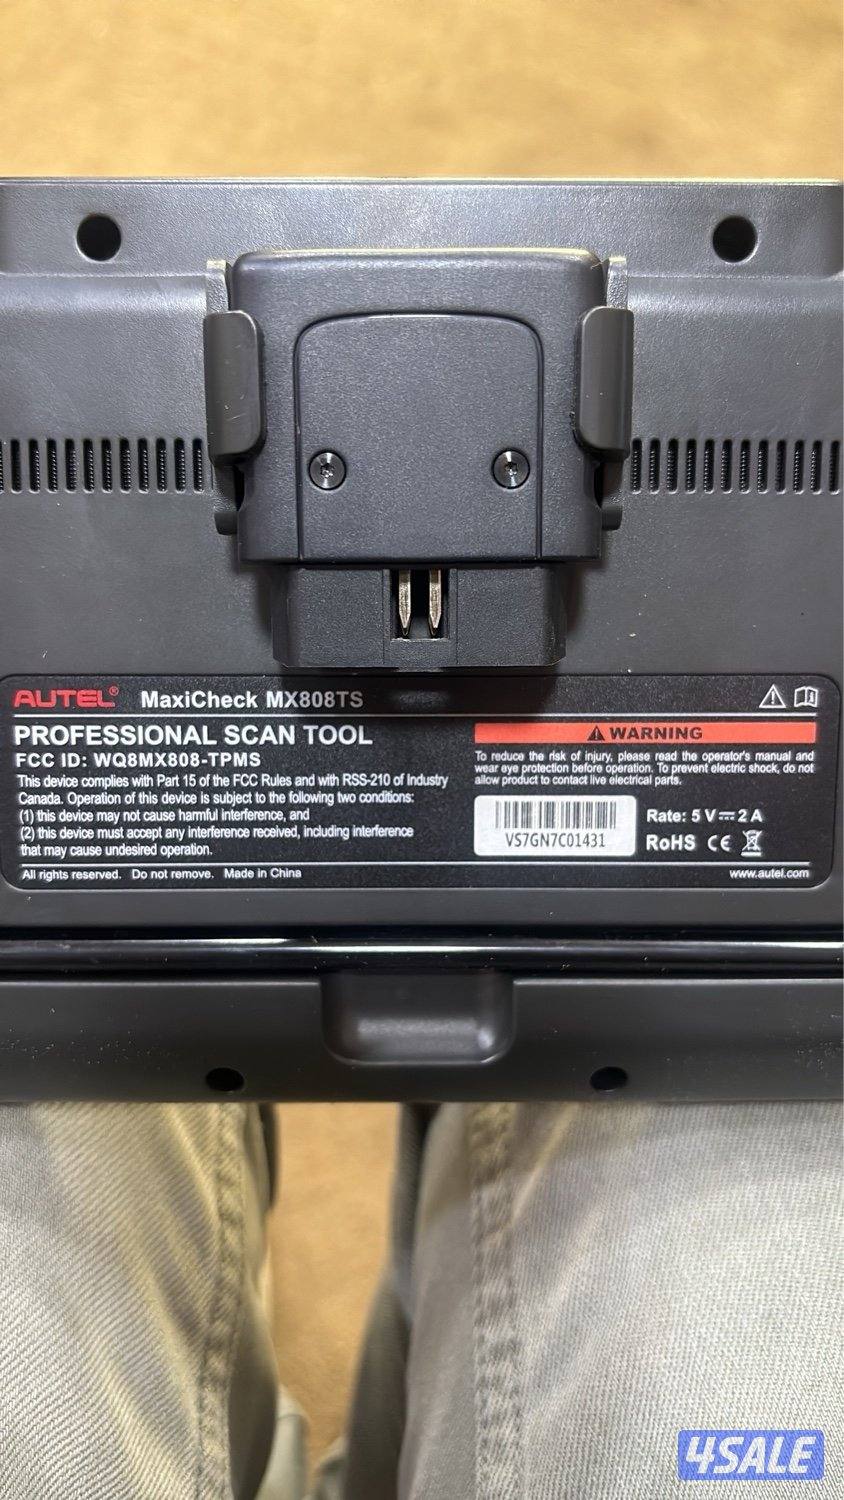 AUTEL® MaxiCheck MX808TS
PROFESSIONAL SCAN TOOL
FCC ID: WQ8MX808-TPMS
This device complies with Part 15 of the FCC Rules and with RSS-210 of Industry
Canada. Operation of this device is subject to the following two conditions:
(1) this device may not cause harmful interference, and
(2) this device must accept any interference received, including interference
that may cause undesired operation.
WARNING
To reduce the risk of injury, please read the operator's manual and
wear eye protection before operation. To prevent electric shock, do not
allow product to contact live electrical parts.
VS7GN7C01431
Rate: 5 V⎓2 A
RoHS CE
All rights reserved. Do not remove. Made in China
www.autel.com
4SALE